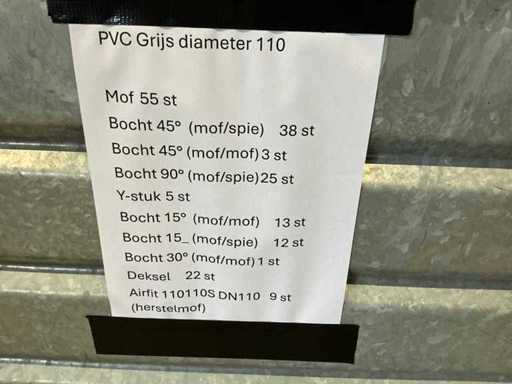 PVC Grijs diameter 110
Mof 55 st
Bocht 45° (mof/spie) 38 st
Bocht 45° (mof/mof) 3 st
Bocht 90° (mof/spie) 25 st
Y-stuk 5 st
Bocht 15° (mof/mof) 13 st
Bocht 15_ (mof/spie) 12 st
Bocht 30° (mof/mof) 1 st
Deksel 22 st
Airfit 110110S DN110 9 st
(herstelmof)